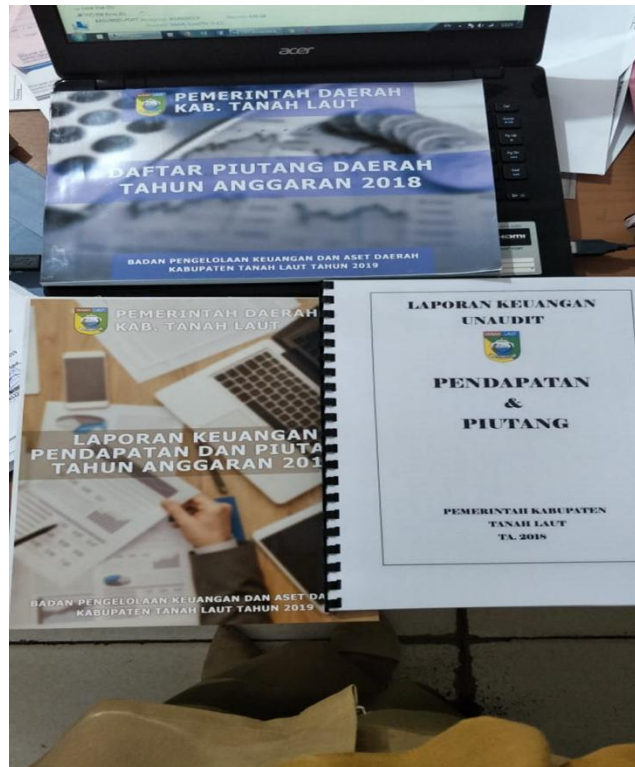 acer
PEMERINTAH DAERAH
KAB. TANAH LAUT
DAFTAR PIUTANG DAERAH
TAHUN ANGGARAN 2018
BADAN PENGELOLAAN KEUANGAN DAN ASET DAERAH
KABUPATEN TANAH LAUT TAHUN 2019
PEMERINTAH DAERAH
KAB. TANAH LAUT
LAPORAN KEUANGAN
PENDAPATAN DAN PIUTA
TAHUN ANGGARAN 201
BADAN PENGELOLAAN KEUANGAN DAN ASET DA
KABUPATEN TANAH LAUT TAHUN 2019
LAPORAN KEUANGAN
UNAUDIT
PENDAPATAN
&
PIUTANG
PEMERINTAH KABUPATEN
TANAH LAUT
TA. 2018